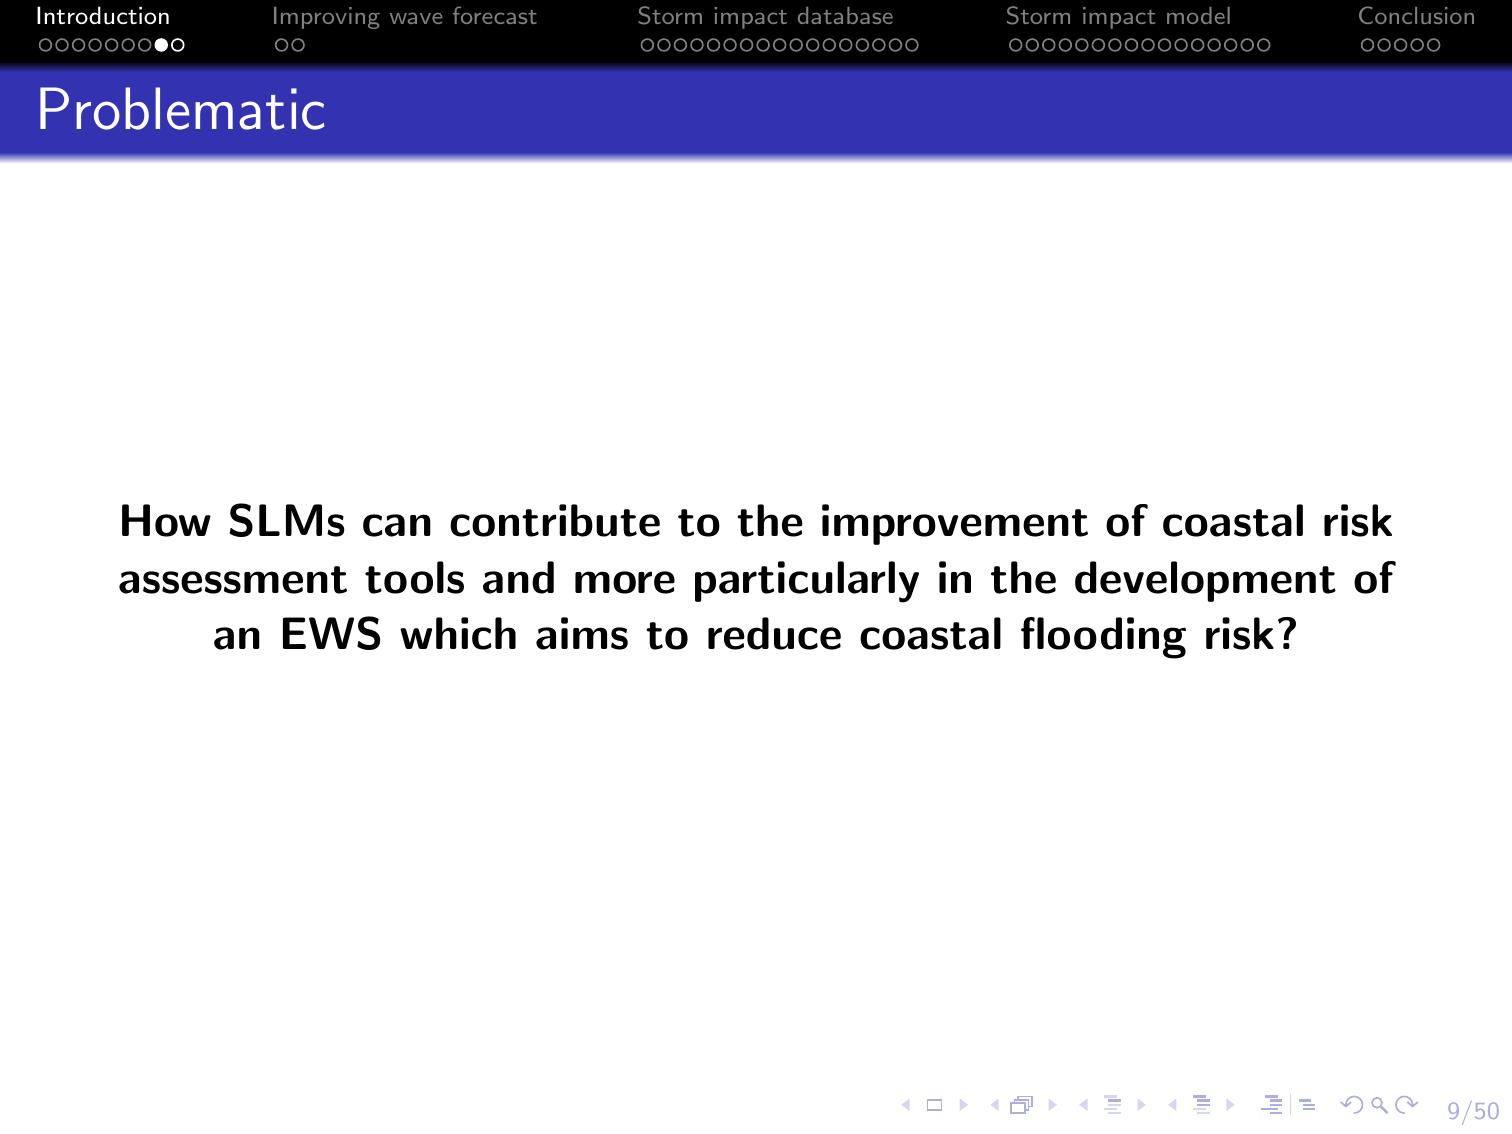 Introduction
Improving wave forecast
Storm impact database
Storm impact model
Conclusion
Problematic
How SLMs can contribute to the improvement of coastal risk
assessment tools and more particularly in the development of
an EWS which aims to reduce coastal flooding risk?
9/50